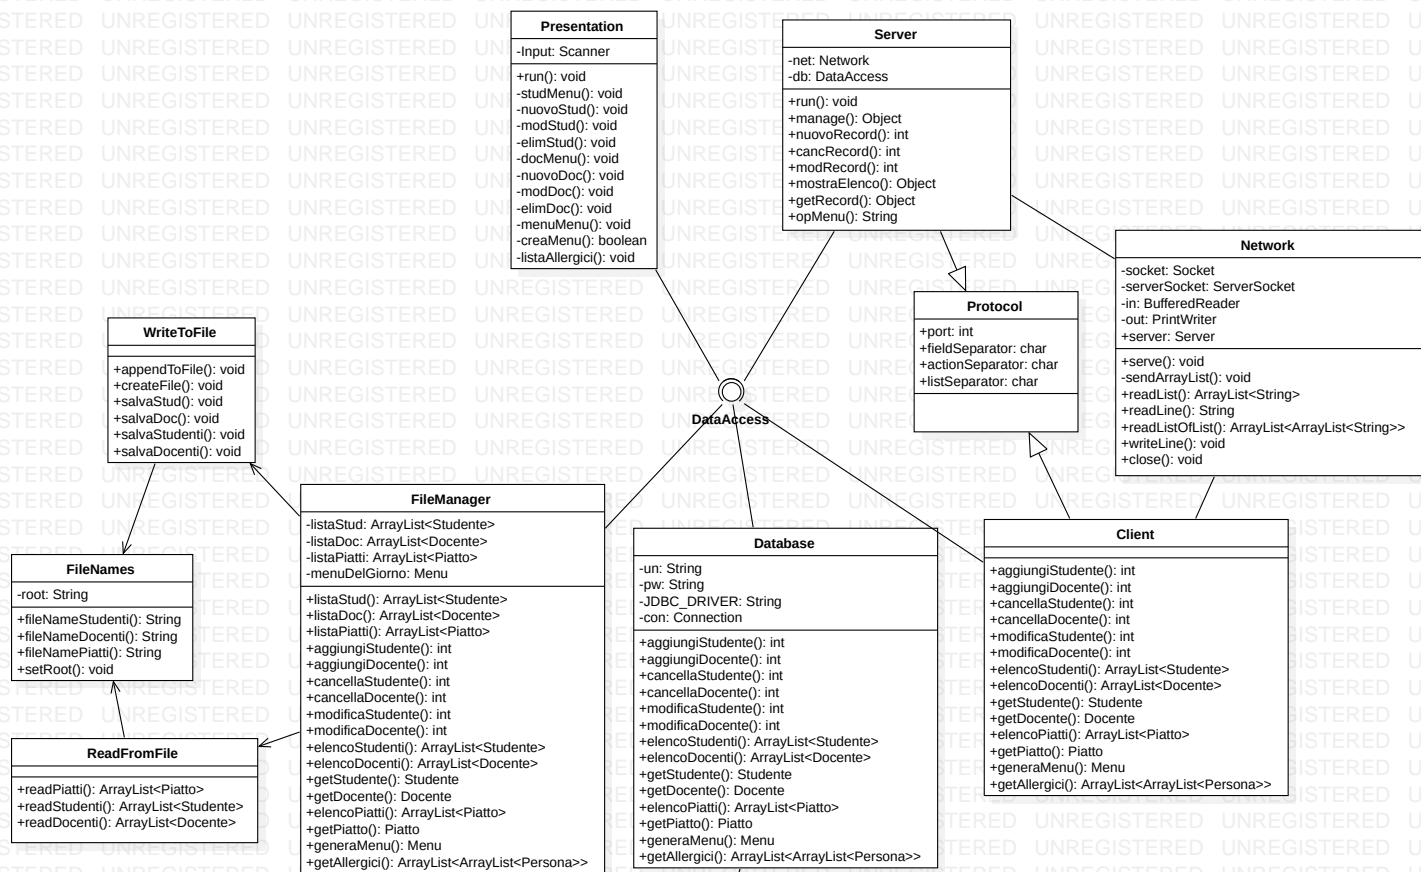 Presentation
-Input: Scanner
+run(): void
-studMenu(): void
-nuovoStud(): void
-modStud(): void
-elimStud(): void
-docMenu(): void
-nuovoDoc(): void
-modDoc(): void
-elimDoc(): void
-menuMenu(): void
-creaMenu(): boolean
-listaAllergici(): void
Server
-net: Network
-db: DataAccess
+run(): void
+manage(): Object
+nuovoRecord(): int
+cancRecord(): int
+modRecord(): int
+mostraElenco(): Object
+getRecord(): Object
+opMenu(): String
Network
-socket: Socket
-serverSocket: ServerSocket
-in: BufferedReader
-out: PrintWriter
+server: Server
+serve(): void
-sendArrayList(): void
+readList(): ArrayList<String>
+readLine(): String
+readListOfList(): ArrayList<ArrayList<String>>
+writeLine(): void
+close(): void
Protocol
+port: int
+fieldSeparator: char
+actionSeparator: char
+listSeparator: char
WriteToFile
+appendToFile(): void
+createFile(): void
+salvaStud(): void
+salvaDoc(): void
+salvaStudenti(): void
+salvaDocenti(): void
DataAccess
FileManager
-listaStud: ArrayList<Studente>
-listaDoc: ArrayList<Docente>
-listaPiatti: ArrayList<Piatto>
-menuDelGiorno: Menu
+listaStud(): ArrayList<Studente>
+listaDoc(): ArrayList<Docente>
+listaPiatti(): ArrayList<Piatto>
+aggiungiStudente(): int
+aggiungiDocente(): int
+cancellaStudente(): int
+cancellaDocente(): int
+modificaStudente(): int
+modificaDocente(): int
+elencoStudenti(): ArrayList<Studente>
+elencoDocenti(): ArrayList<Docente>
+getStudente(): Studente
+getDocente(): Docente
+elencoPiatti(): ArrayList<Piatto>
+getPiatto(): Piatto
+generaMenu(): Menu
+getAllergici(): ArrayList<ArrayList<Persona>>
Database
-un: String
-pw: String
-JDBC_DRIVER: String
-con: Connection
+aggiungiStudente(): int
+aggiungiDocente(): int
+cancellaStudente(): int
+cancellaDocente(): int
+modificaStudente(): int
+modificaDocente(): int
+elencoStudenti(): ArrayList<Studente>
+elencoDocenti(): ArrayList<Docente>
+getStudente(): Studente
+getDocente(): Docente
+elencoPiatti(): ArrayList<Piatto>
+getPiatto(): Piatto
+generaMenu(): Menu
+getAllergici(): ArrayList<ArrayList<Persona>>
Client
+aggiungiStudente(): int
+aggiungiDocente(): int
+cancellaStudente(): int
+cancellaDocente(): int
+modificaStudente(): int
+modificaDocente(): int
+elencoStudenti(): ArrayList<Studente>
+elencoDocenti(): ArrayList<Docente>
+getStudente(): Studente
+getDocente(): Docente
+elencoPiatti(): ArrayList<Piatto>
+getPiatto(): Piatto
+generaMenu(): Menu
+getAllergici(): ArrayList<ArrayList<Persona>>
FileNames
-root: String
+fileNameStudenti(): String
+fileNameDocenti(): String
+fileNamePiatti(): String
+setRoot(): void
ReadFromFile
+readPiatti(): ArrayList<Piatto>
+readStudenti(): ArrayList<Studente>
+readDocenti(): ArrayList<Docente>
UNREGISTERED